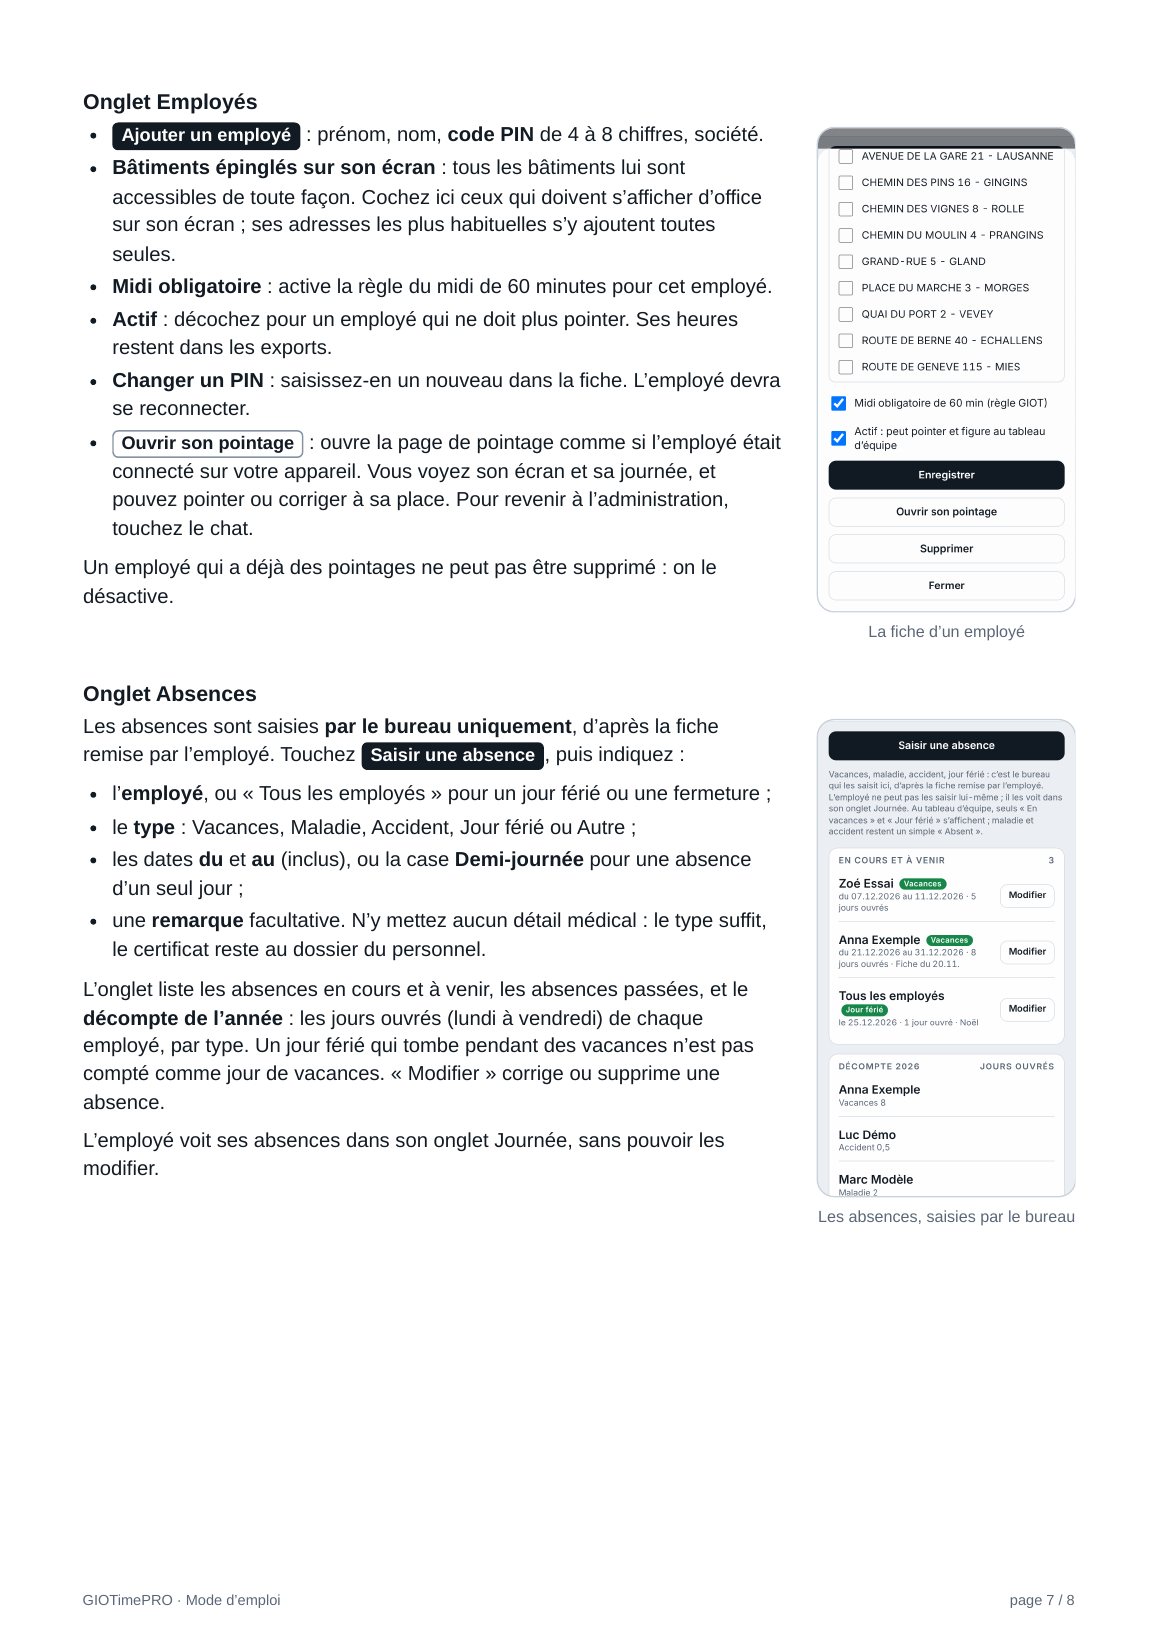 Onglet Employés
• Ajouter un employé : prénom, nom, code PIN de 4 à 8 chiffres, société.
• Bâtiments épinglés sur son écran : tous les bâtiments lui sont
accessibles de toute façon. Cochez ici ceux qui doivent s’afficher d’office
sur son écran ; ses adresses les plus habituelles s’y ajoutent toutes
seules.
• Midi obligatoire : active la règle du midi de 60 minutes pour cet employé.
• Actif : décochez pour un employé qui ne doit plus pointer. Ses heures
restent dans les exports.
• Changer un PIN : saisissez-en un nouveau dans la fiche. L’employé devra
se reconnecter.
• Ouvrir son pointage : ouvre la page de pointage comme si l’employé était
connecté sur votre appareil. Vous voyez son écran et sa journée, et
pouvez pointer ou corriger à sa place. Pour revenir à l’administration,
touchez le chat.
Un employé qui a déjà des pointages ne peut pas être supprimé : on le
désactive.
AVENUE DE LA GARE 21 - LAUSANNE
CHEMIN DES PINS 16 - GINGINS
CHEMIN DES VIGNES 8 - ROLLE
CHEMIN DU MOULIN 4 - PRANGINS
GRAND-RUE 5 - GLAND
PLACE DU MARCHE 3 - MORGES
QUAI DU PORT 2 - VEVEY
ROUTE DE BERNE 40 - ECHALLENS
ROUTE DE GENEVE 115 - MIES
Midi obligatoire de 60 min (règle GIOT)
Actif : peut pointer et figure au tableau
d’équipe
Enregistrer
Ouvrir son pointage
Supprimer
Fermer
La fiche d’un employé
Onglet Absences
Les absences sont saisies par le bureau uniquement, d’après la fiche
remise par l’employé. Touchez Saisir une absence, puis indiquez :
• l’employé, ou « Tous les employés » pour un jour férié ou une fermeture ;
• le type : Vacances, Maladie, Accident, Jour férié ou Autre ;
• les dates du et au (inclus), ou la case Demi-journée pour une absence
d’un seul jour ;
• une remarque facultative. N’y mettez aucun détail médical : le type suffit,
le certificat reste au dossier du personnel.
L’onglet liste les absences en cours et à venir, les absences passées, et le
décompte de l’année : les jours ouvrés (lundi à vendredi) de chaque
employé, par type. Un jour férié qui tombe pendant des vacances n’est pas
compté comme jour de vacances. « Modifier » corrige ou supprime une
absence.
L’employé voit ses absences dans son onglet Journée, sans pouvoir les
modifier.
Saisir une absence
Vacances, maladie, accident, jour férié : c’est le bureau
qui les saisit ici, d’après la fiche remise par l’employé.
L’employé ne peut pas les saisir lui-même ; il les voit dans
son onglet Journée. Au tableau d’équipe, seuls « En
vacances » et « Jour férié » s’affichent ; maladie et
accident restent un simple « Absent ».
EN COURS ET À VENIR 3
Zoé Essai Vacances
du 07.12.2026 au 11.12.2026 · 5
jours ouvrés
Modifier
Anna Exemple Vacances
du 21.12.2026 au 31.12.2026 · 8
jours ouvrés · Fiche du 20.11.
Modifier
Tous les employés
Jour férié
le 25.12.2026 · 1 jour ouvré · Noël
Modifier
DÉCOMPTE 2026 JOURS OUVRÉS
Anna Exemple
Vacances 8
Luc Démo
Accident 0,5
Marc Modèle
Maladie 2
Les absences, saisies par le bureau
GIOTimePRO · Mode d’emploi page 7 / 8